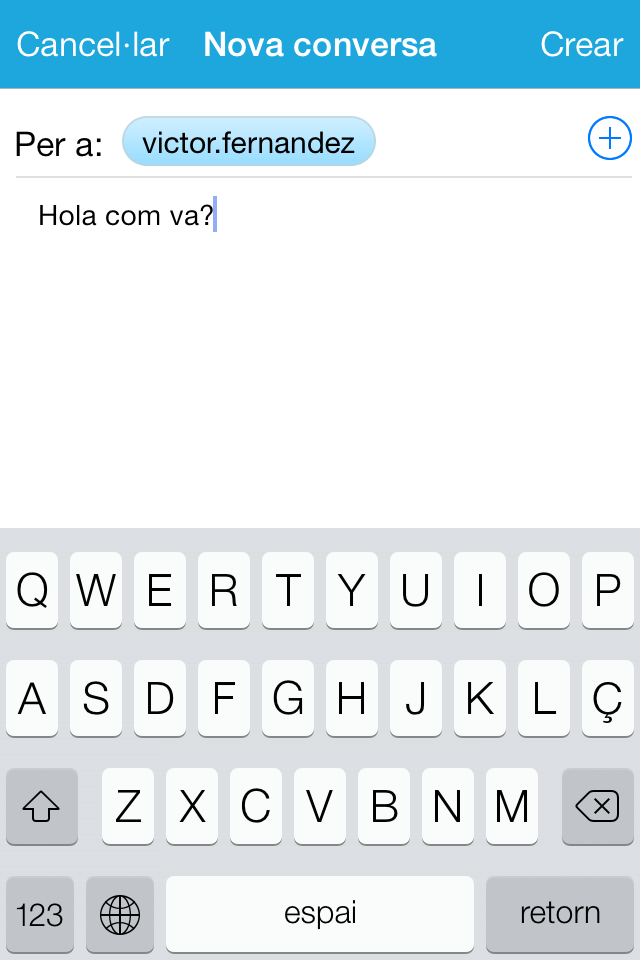 Cancel·lar Nova conversa Crear
Per a: victor.fernandez
Hola com va?
Q W E R T Y U I O P
A S D F G H J K L Ç
Z X C V B N M
123 espai retorn